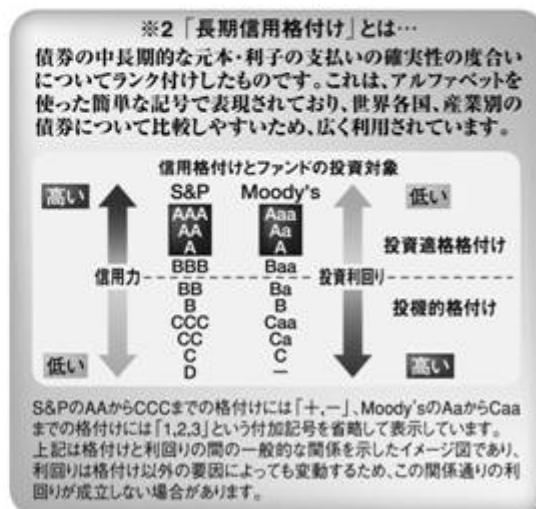 ※2「長期信用格付け」とは…
債券の中長期的な元本・利子の支払いの確実性の度合い
についてランク付けしたものです。これは、アルファベットを
使った簡単な記号で表現されており、世界各国、産業別の
債券について比較しやすいため、広く利用されています。
信用格付けとファンドの投資対象
高い S&P Moody's 低い
AAA Aaa
AA Aa
A A 投資適格格付け
BBB Baa
信用力 投資利回り
BB Ba
B B 投機的格付け
CCC Caa
CC Ca
低い C C 高い
D ー
S&PのAAからCCCまでの格付けには「＋,−」、Moody'sのAaからCaa
までの格付けには「1,2,3」という付加記号を省略して表示しています。
上記は格付けと利回りの間の一般的な関係を示したイメージ図であり、
利回りは格付け以外の要因によっても変動するため、この関係通りの利
回りが成立しない場合があります。